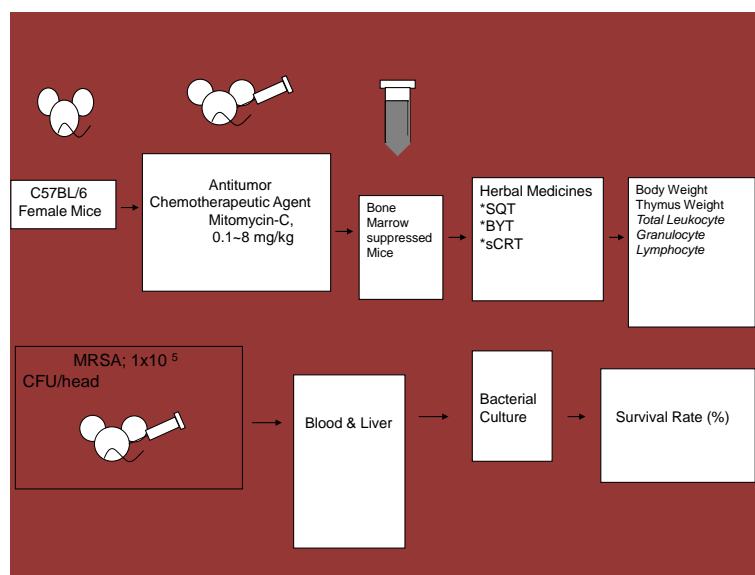 C57BL/6
Female Mice
Antitumor
Chemotherapeutic Agent
Mitomycin-C,
0.1~8 mg/kg
Bone
Marrow
suppressed
Mice
Herbal Medicines
*SQT
*BYT
*sCRT
Body Weight
Thymus Weight
Total Leukocyte
Granulocyte
Lymphocyte
MRSA; 1x10 ⁵
CFU/head
Blood & Liver
Bacterial
Culture
Survival Rate (%)